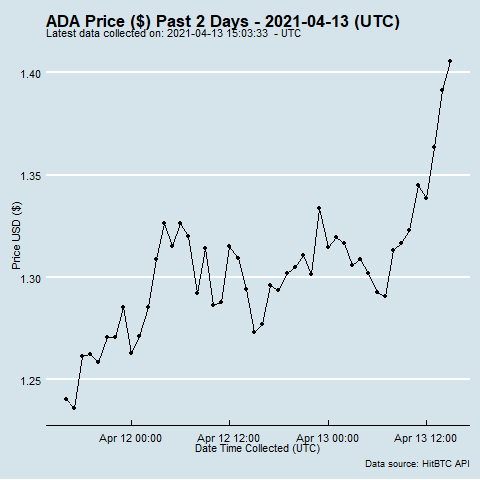 ADA Price ($) Past 2 Days - 2021-04-13 (UTC)
Latest data collected on: 2021-04-13 15:03:33 - UTC
1.40
1.35
1.30
1.25
Price USD ($)
Apr 12 00:00 Apr 12 12:00 Apr 13 00:00 Apr 13 12:00
Date Time Collected (UTC)
Data source: HitBTC API